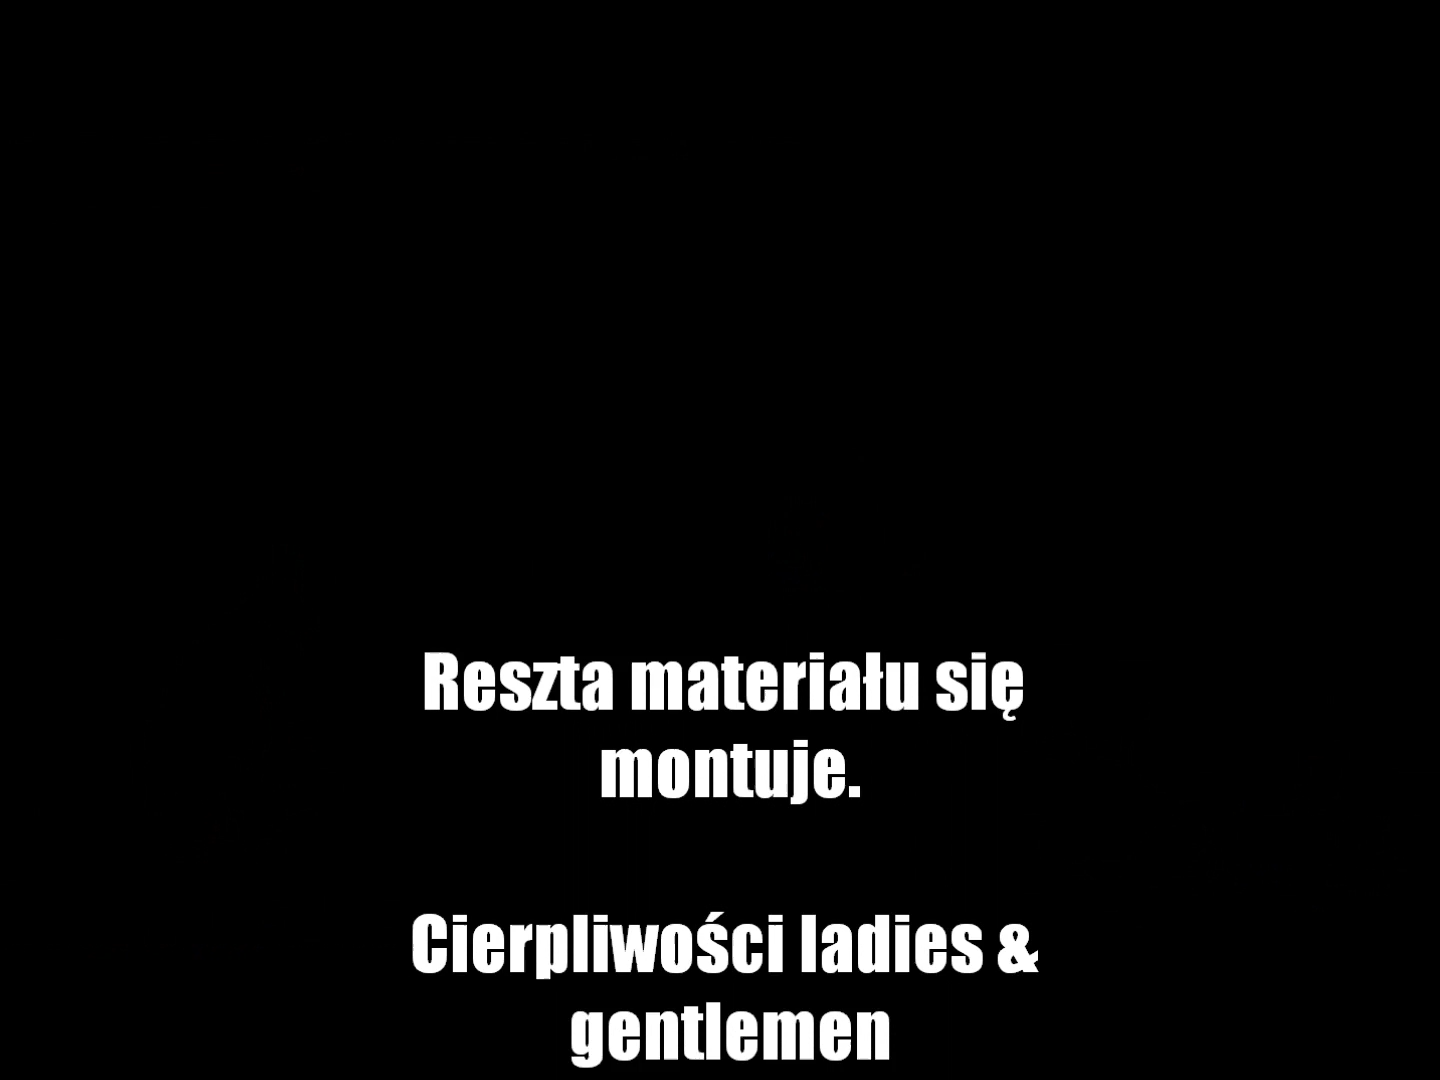 Reszta materiału się
montuje.
Cierpliwości ladies &
gentlemen